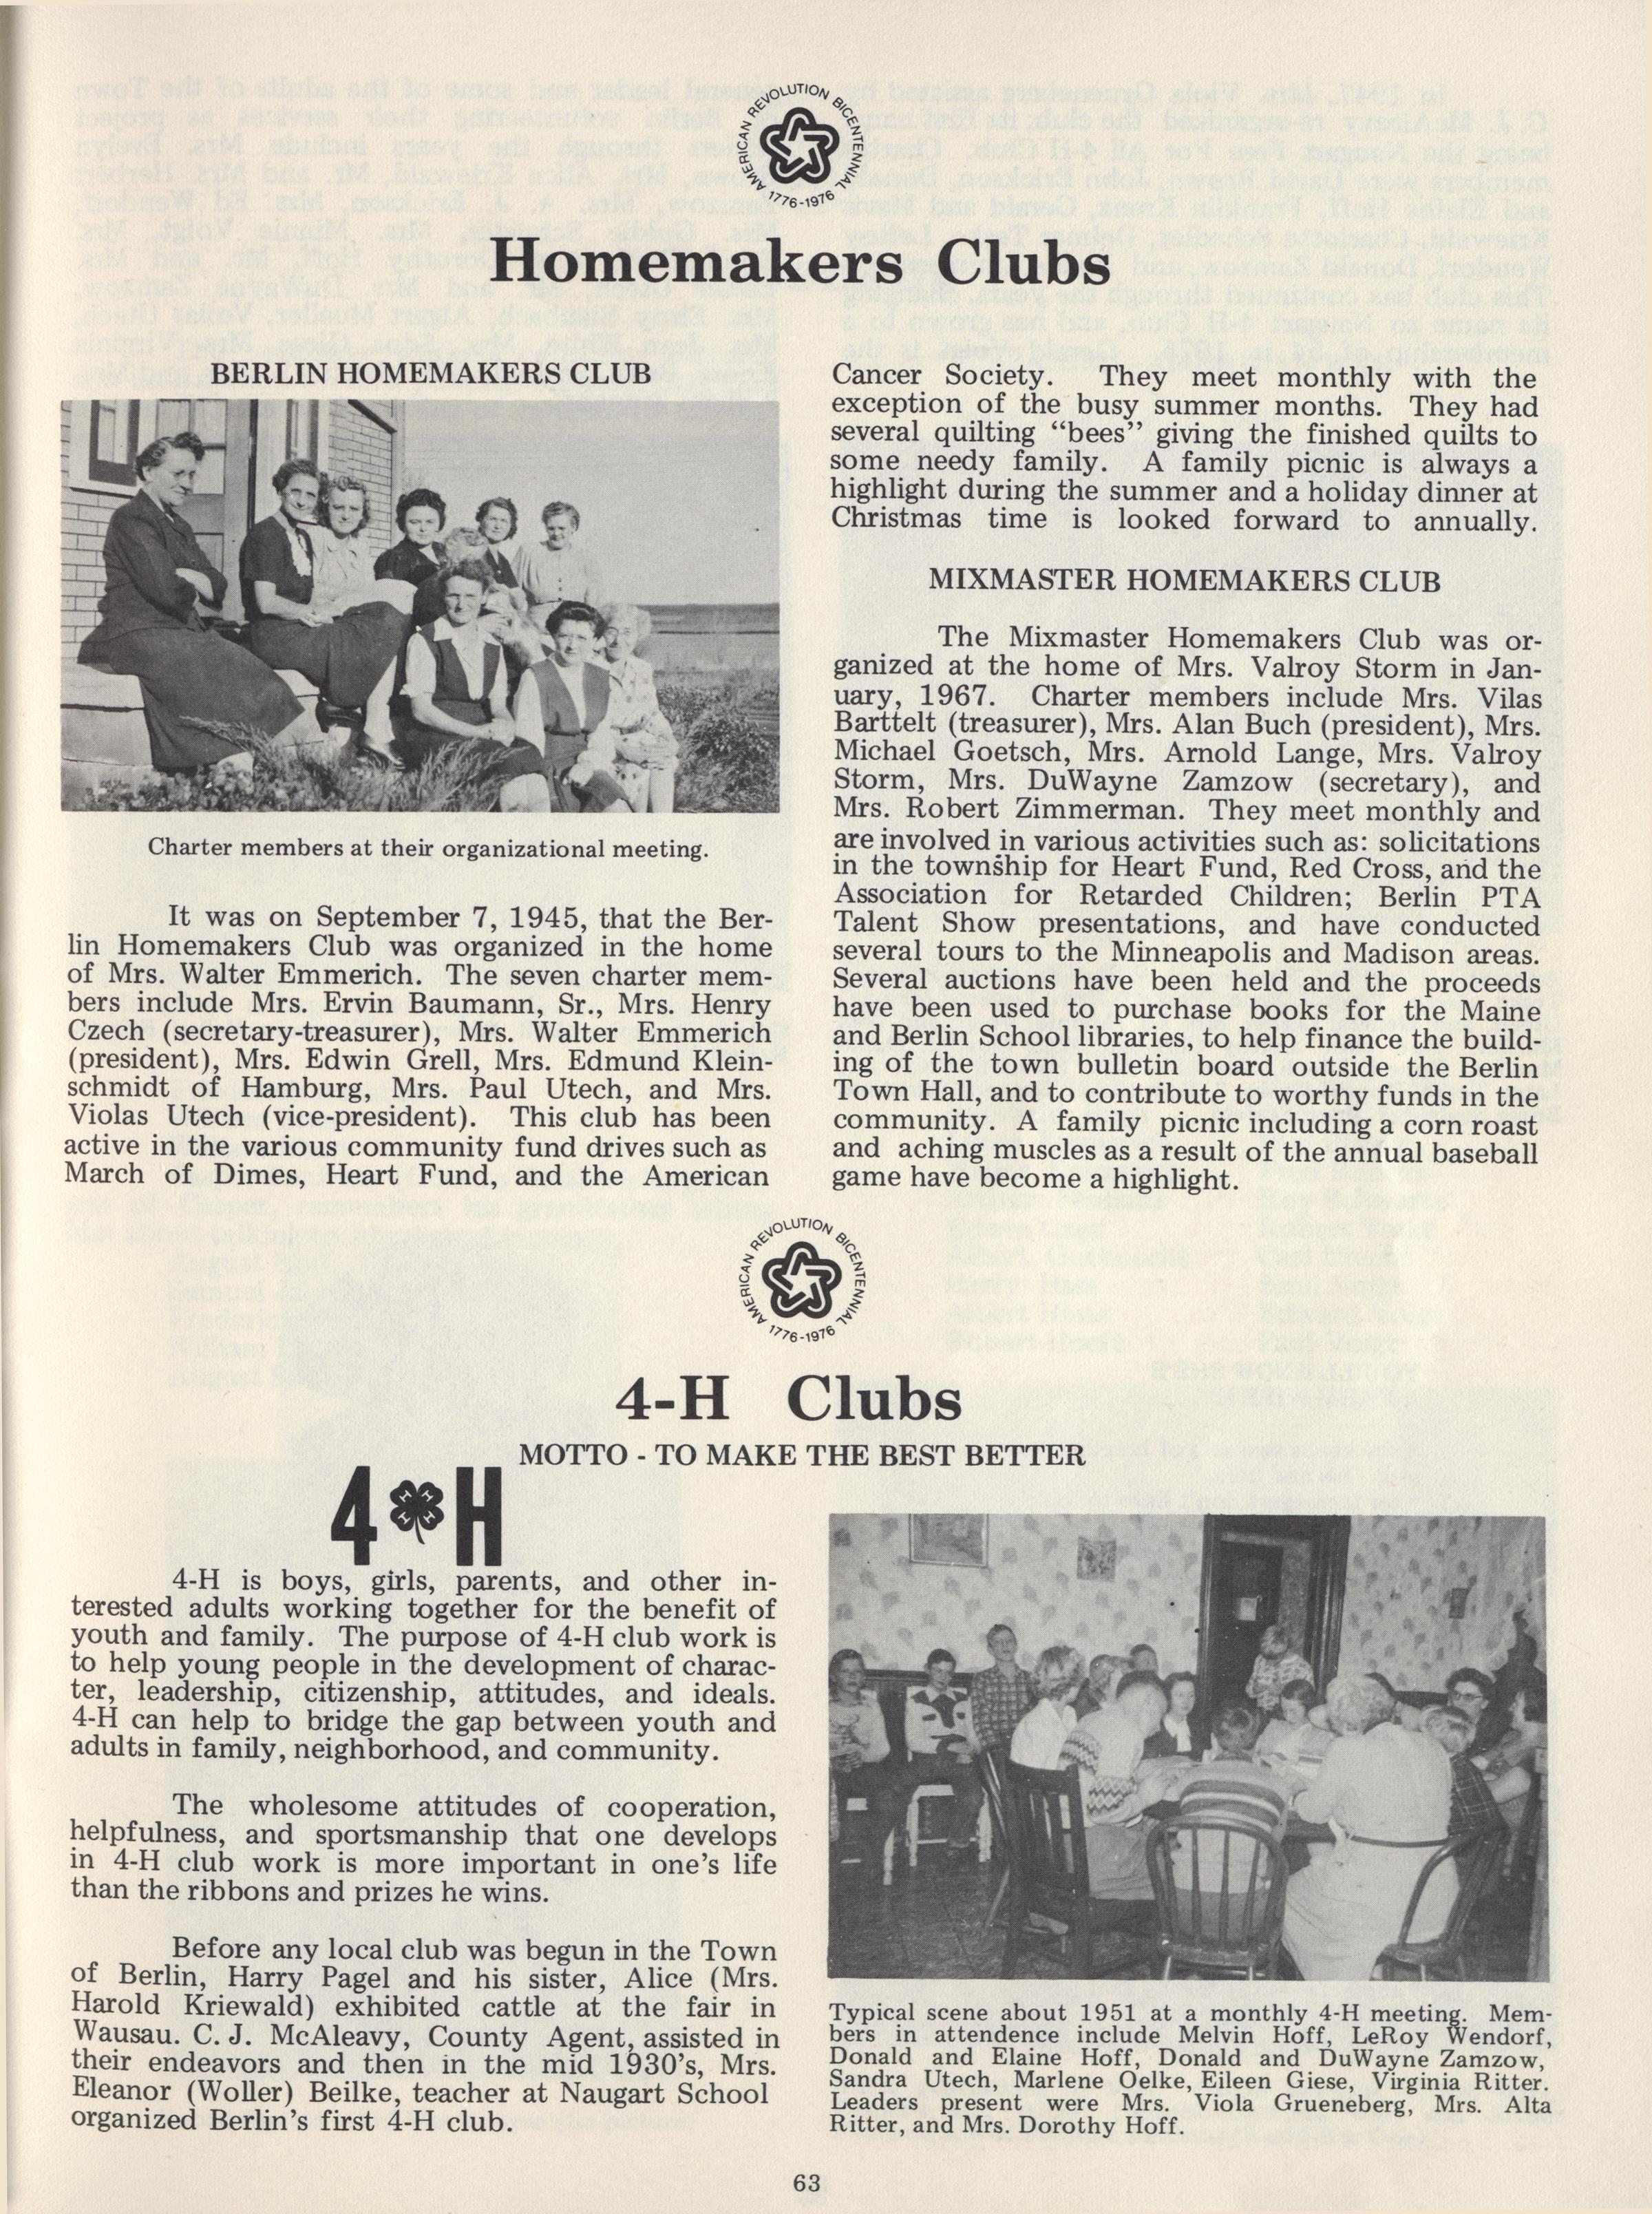 AMERICAN REVOLUTION BICENTENNIAL
1776-1976
Homemakers Clubs
BERLIN HOMEMAKERS CLUB
Charter members at their organizational meeting.
It was on September 7, 1945, that the Ber-
lin Homemakers Club was organized in the home
of Mrs. Walter Emmerich. The seven charter mem-
bers include Mrs. Ervin Baumann, Sr., Mrs. Henry
Czech (secretary-treasurer), Mrs. Walter Emmerich
(president), Mrs. Edwin Grell, Mrs. Edmund Klein-
schmidt of Hamburg, Mrs. Paul Utech, and Mrs.
Violas Utech (vice-president). This club has been
active in the various community fund drives such as
March of Dimes, Heart Fund, and the American
Cancer Society. They meet monthly with the
exception of the busy summer months. They had
several quilting “bees” giving the finished quilts to
some needy family. A family picnic is always a
highlight during the summer and a holiday dinner at
Christmas time is looked forward to annually.
MIXMASTER HOMEMAKERS CLUB
The Mixmaster Homemakers Club was or-
ganized at the home of Mrs. Valroy Storm in Jan-
uary, 1967. Charter members include Mrs. Vilas
Barttelt (treasurer), Mrs. Alan Buch (president), Mrs.
Michael Goetsch, Mrs. Arnold Lange, Mrs. Valroy
Storm, Mrs. DuWayne Zamzow (secretary), and
Mrs. Robert Zimmerman. They meet monthly and
are involved in various activities such as: solicitations
in the township for Heart Fund, Red Cross, and the
Association for Retarded Children; Berlin PTA
Talent Show presentations, and have conducted
several tours to the Minneapolis and Madison areas.
Several auctions have been held and the proceeds
have been used to purchase books for the Maine
and Berlin School libraries, to help finance the build-
ing of the town bulletin board outside the Berlin
Town Hall, and to contribute to worthy funds in the
community. A family picnic including a corn roast
and aching muscles as a result of the annual baseball
game have become a highlight.
AMERICAN REVOLUTION BICENTENNIAL
1776-1976
4-H Clubs
MOTTO - TO MAKE THE BEST BETTER
4 H
4-H is boys, girls, parents, and other in-
terested adults working together for the benefit of
youth and family. The purpose of 4-H club work is
to help young people in the development of charac-
ter, leadership, citizenship, attitudes, and ideals.
4-H can help to bridge the gap between youth and
adults in family, neighborhood, and community.
The wholesome attitudes of cooperation,
helpfulness, and sportsmanship that one develops
in 4-H club work is more important in one’s life
than the ribbons and prizes he wins.
Before any local club was begun in the Town
of Berlin, Harry Pagel and his sister, Alice (Mrs.
Harold Kriewald) exhibited cattle at the fair in
Wausau. C. J. McAleavy, County Agent, assisted in
their endeavors and then in the mid 1930’s, Mrs.
Eleanor (Woller) Beilke, teacher at Naugart School
organized Berlin’s first 4-H club.
Typical scene about 1951 at a monthly 4-H meeting. Mem-
bers in attendence include Melvin Hoff, LeRoy Wendorf,
Donald and Elaine Hoff, Donald and DuWayne Zamzow,
Sandra Utech, Marlene Oelke, Eileen Giese, Virginia Ritter.
Leaders present were Mrs. Viola Grueneberg, Mrs. Alta
Ritter, and Mrs. Dorothy Hoff.
63